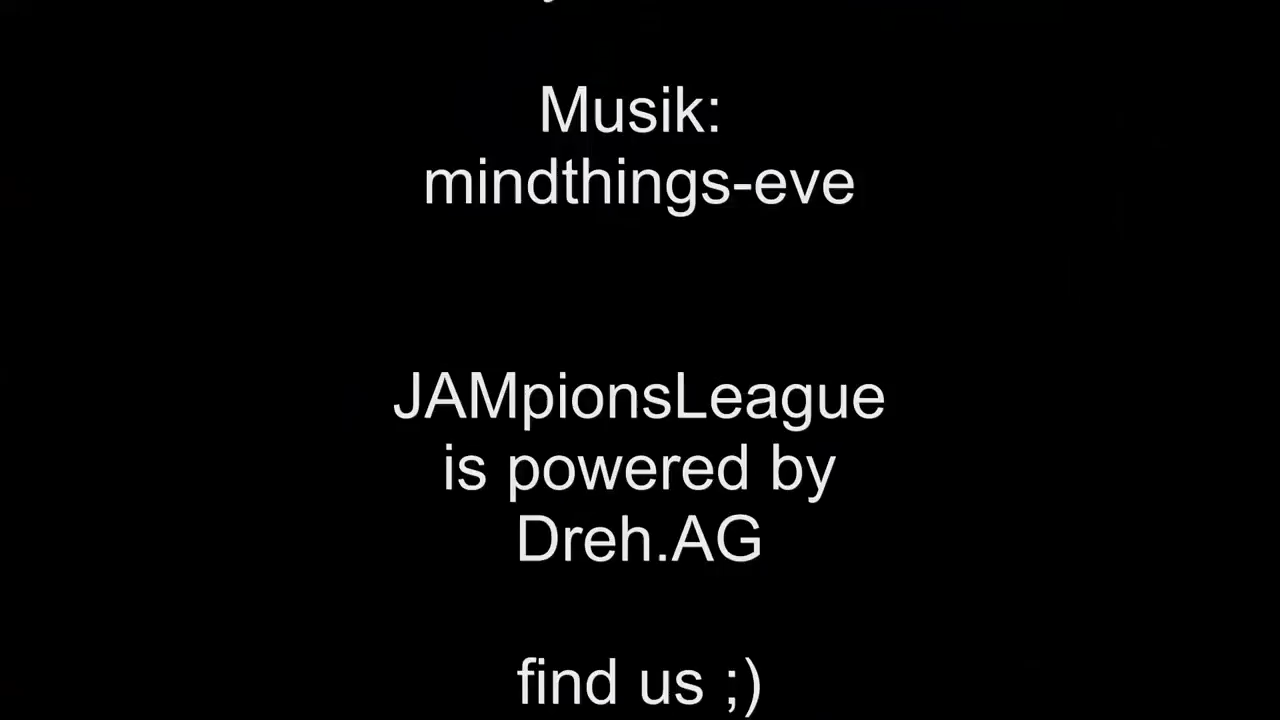 Musik:
mindthings-eve
JAMpionsLeague
is powered by
Dreh.AG
find us ;)